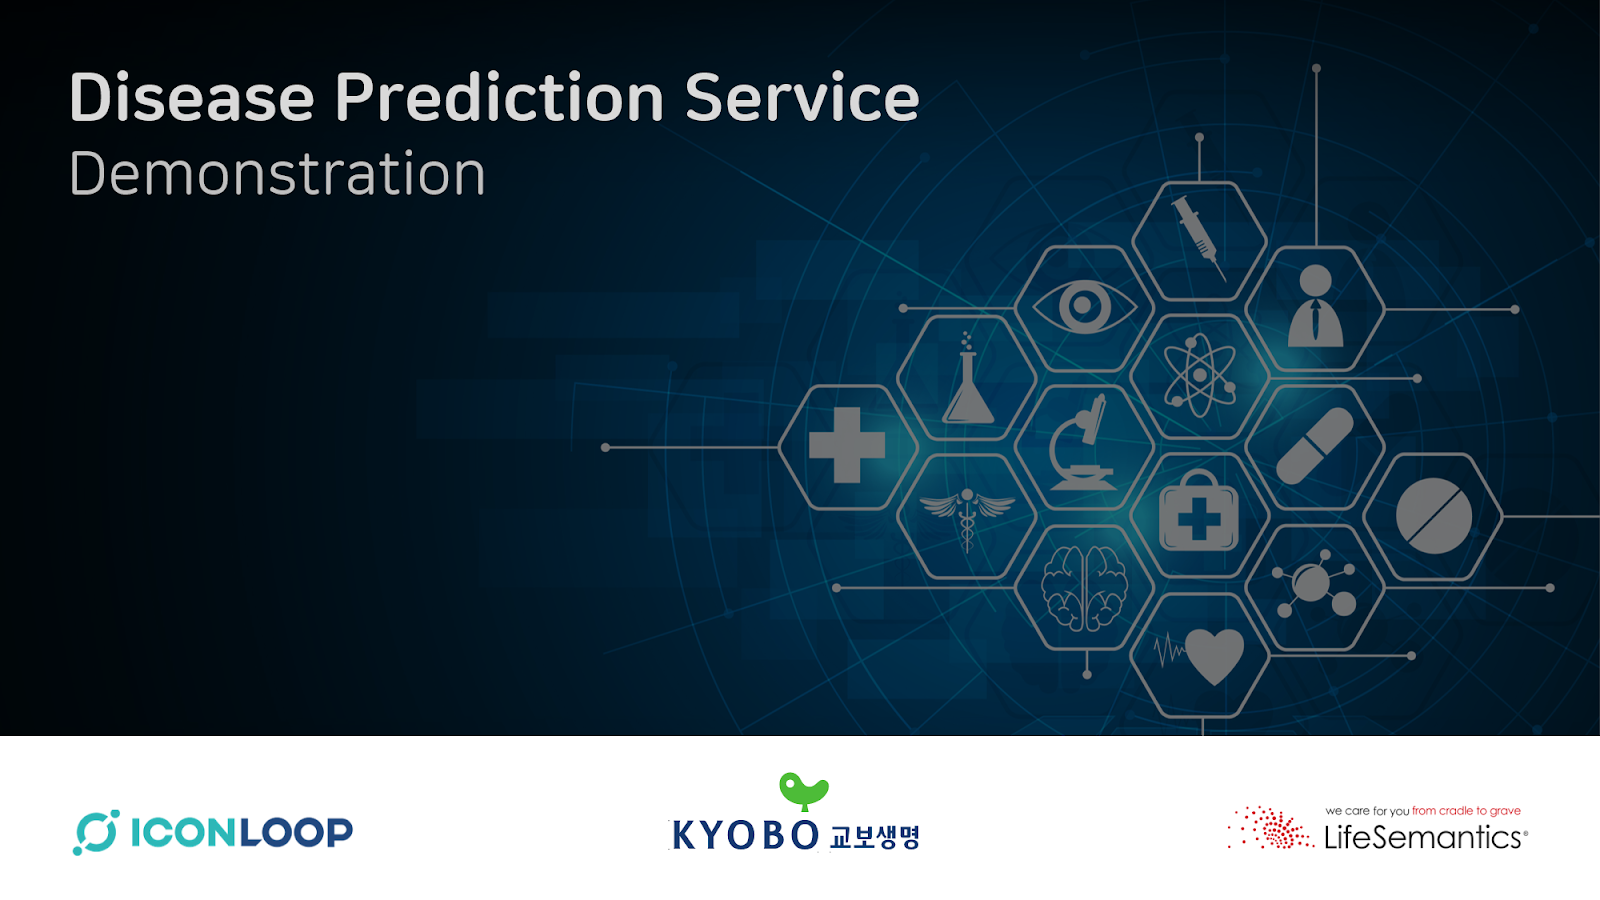 Disease Prediction Service
Demonstration
ICONLOOP
KYOBO 교보생명
we care for you from cradle to grave
LifeSemantics®